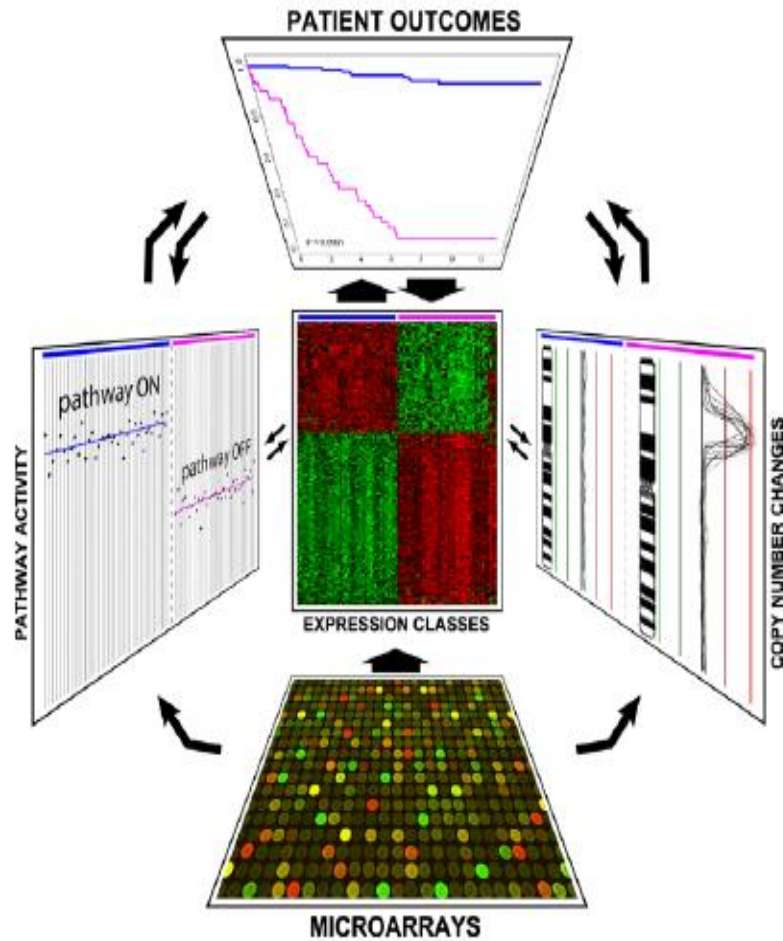 PATIENT OUTCOMES
pathway ON
pathway OFF
PATHWAY ACTIVITY
EXPRESSION CLASSES
COPY NUMBER CHANGES
MICROARRAYS